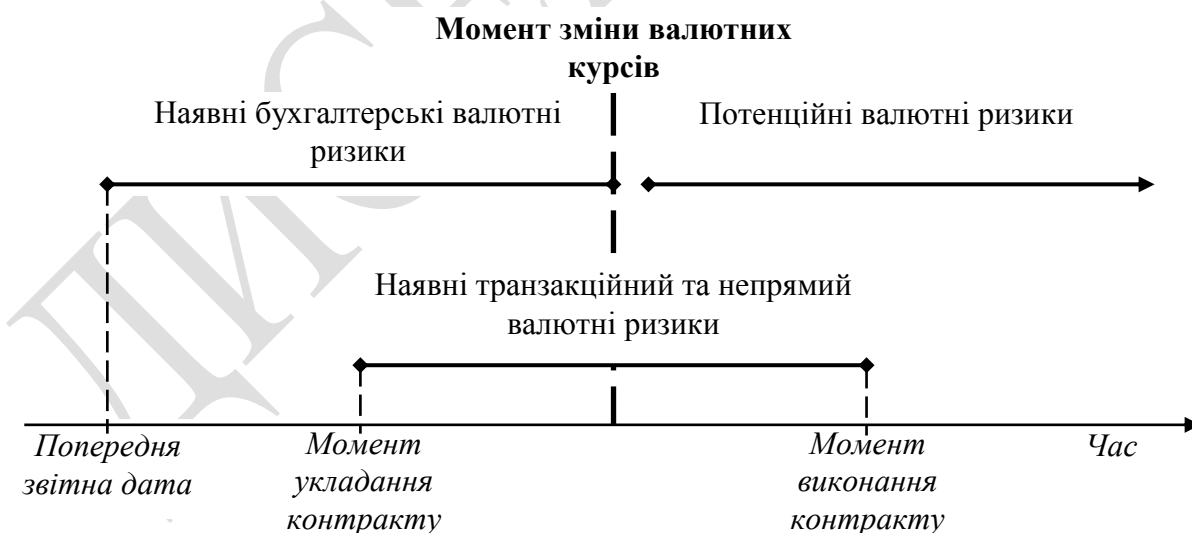 Момент зміни валютних
курсів
Наявні бухгалтерські валютні
ризики
Потенційні валютні ризики
Наявні транзакційний та непрямий
валютні ризики
Попередня
звітна дата
Момент
укладання
контракту
Момент
виконання
контракту
Час